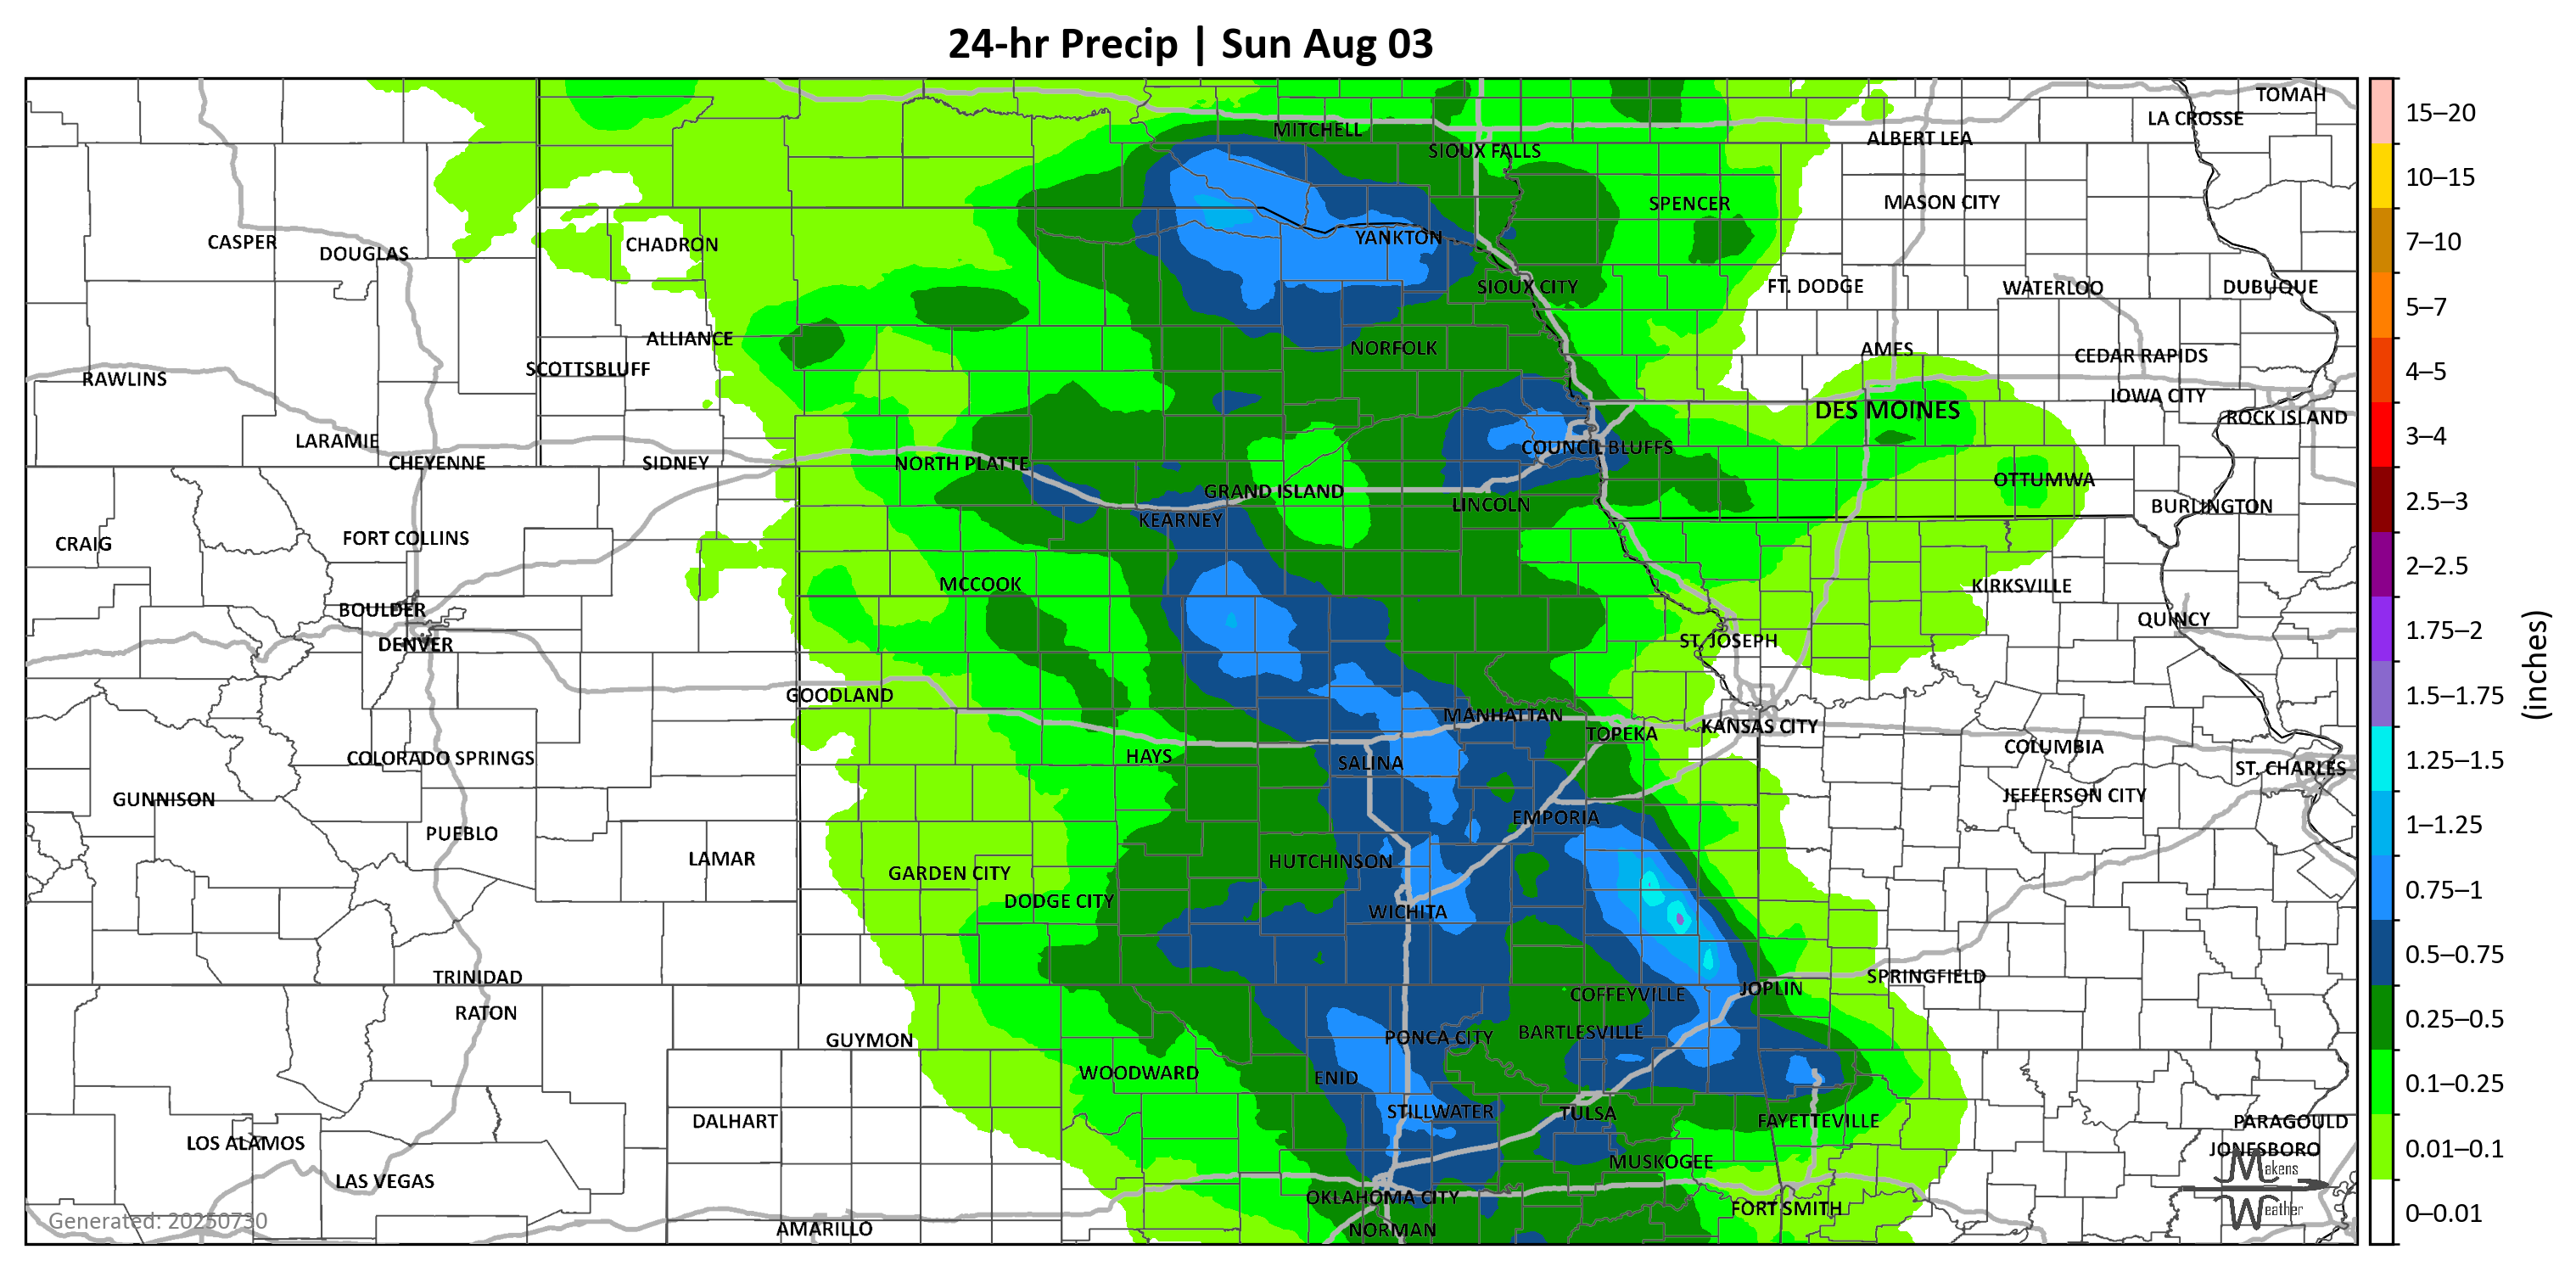 24-hr Precip | Sun Aug 03
TOMAH
LA CROSSE
MITCHELL
ALBERT LEA
SIOUX FALLS
MASON CITY
SPENCER
CASPER
DOUGLAS
CHADRON
YANKTON
SIOUX CITY
FT. DODGE
WATERLOO
DUBUQUE
ALLIANCE
NORFOLK
AMES
CEDAR RAPIDS
SCOTTSBLUFF
RAWLINS
IOWA CITY
DES MOINES
ROCK ISLAND
LARAMIE
COUNCIL BLUFFS
CHEYENNE
SIDNEY
NORTH PLATTE
OTTUMWA
GRAND ISLAND
LINCOLN
BURLINGTON
KEARNEY
CRAIG
FORT COLLINS
MCCOOK
KIRKSVILLE
BOULDER
QUINCY
DENVER
ST. JOSEPH
GOODLAND
MANHATTAN
TOPEKA
KANSAS CITY
COLUMBIA
HAYS
SALINA
COLORADO SPRINGS
ST. CHARLES
GUNNISON
JEFFERSON CITY
EMPORIA
PUEBLO
LAMAR
HUTCHINSON
GARDEN CITY
DODGE CITY
WICHITA
TRINIDAD
SPRINGFIELD
COFFEYVILLE
JOPLIN
RATON
GUYMON
PONCA CITY
BARTLESVILLE
WOODWARD
ENID
STILLWATER
TULSA
DALHART
FAYETTEVILLE
PARAGOULD
LOS ALAMOS
JONESBORO
MUSKOGEE
LAS VEGAS
OKLAHOMA CITY
FORT SMITH
AMARILLO
NORMAN
Generated: 20250730
Makens
Weather
15–20
10–15
7–10
5–7
4–5
3–4
2.5–3
2–2.5
1.75–2
1.5–1.75
1.25–1.5
1–1.25
0.75–1
0.5–0.75
0.25–0.5
0.1–0.25
0.01–0.1
0–0.01
(inches)